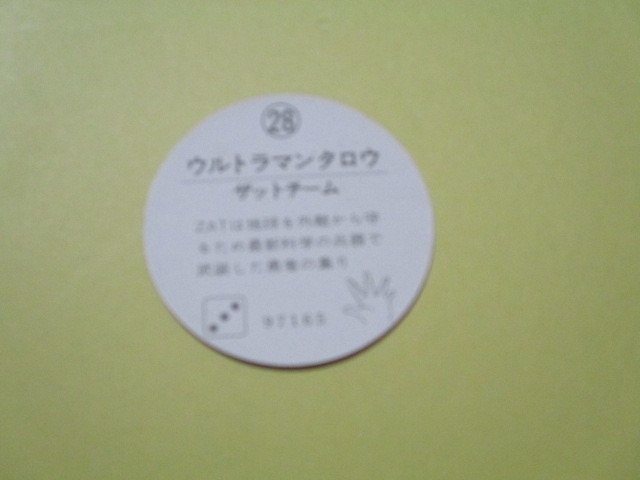 28
ウルトラマンタロウ
ザットチーム
ZATは地球を外敵から守
るため最新科学の兵器で
武装した勇者の集り
97165